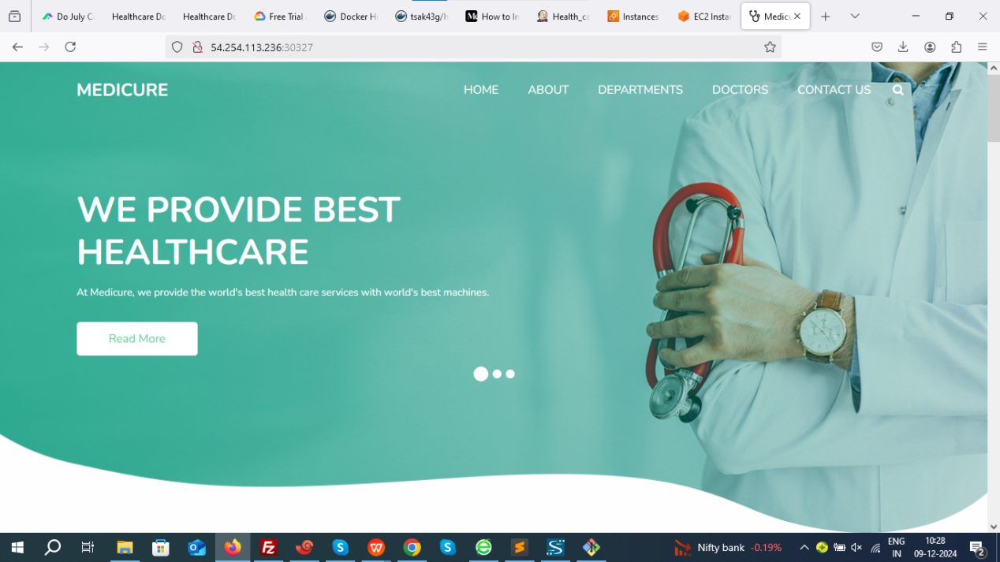 Do July C
Healthcare Do
Healthcare Do
Free Trial
Docker H
tsak43g/h
How to In
Health_ca
Instances
EC2 Instan
Medicu
54.254.113.236:30327
MEDICURE
HOME
ABOUT
DEPARTMENTS
DOCTORS
CONTACT US
WE PROVIDE BEST
HEALTHCARE
At Medicure, we provide the world's best health care services with world's best machines.
Read More
Nifty bank -0.19%
ENG
IN
10:28
09-12-2024
2